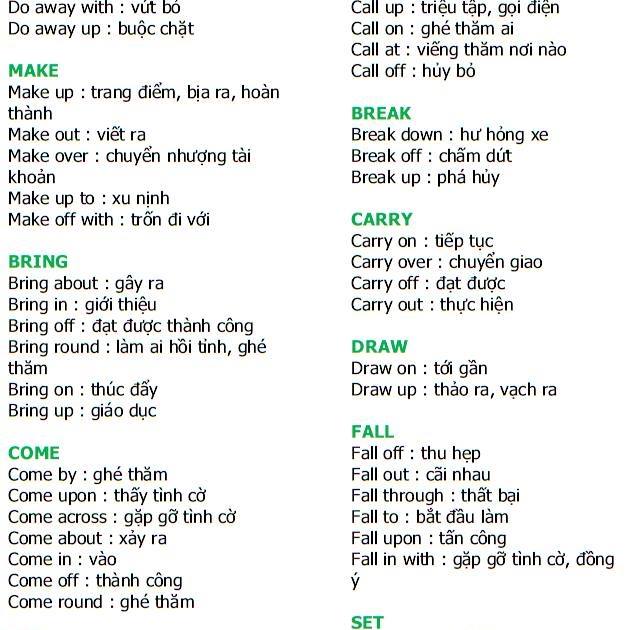 Do away with : vứt bỏ
Do away up : buộc chặt
MAKE
Make up : trang điểm, bịa ra, hoàn
thành
Make out : viết ra
Make over : chuyển nhượng tài
khoản
Make up to : xu nịnh
Make off with : trốn đi với
BRING
Bring about : gây ra
Bring in : giới thiệu
Bring off : đạt được thành công
Bring round : làm ai hồi tỉnh, ghé
thăm
Bring on : thúc đẩy
Bring up : giáo dục
COME
Come by : ghé thăm
Come upon : thấy tình cờ
Come across : gặp gỡ tình cờ
Come about : xảy ra
Come in : vào
Come off : thành công
Come round : ghé thăm
Call up : triệu tập, gọi điện
Call on : ghé thăm ai
Call at : viếng thăm nơi nào
Call off : hủy bỏ
BREAK
Break down : hư hỏng xe
Break off : chấm dứt
Break up : phá hủy
CARRY
Carry on : tiếp tục
Carry over : chuyển giao
Carry off : đạt được
Carry out : thực hiện
DRAW
Draw on : tới gần
Draw up : thảo ra, vạch ra
FALL
Fall off : thu hẹp
Fall out : cãi nhau
Fall through : thất bại
Fall to : bắt đầu làm
Fall upon : tấn công
Fall in with : gặp gỡ tình cờ, đồng
ý
SET